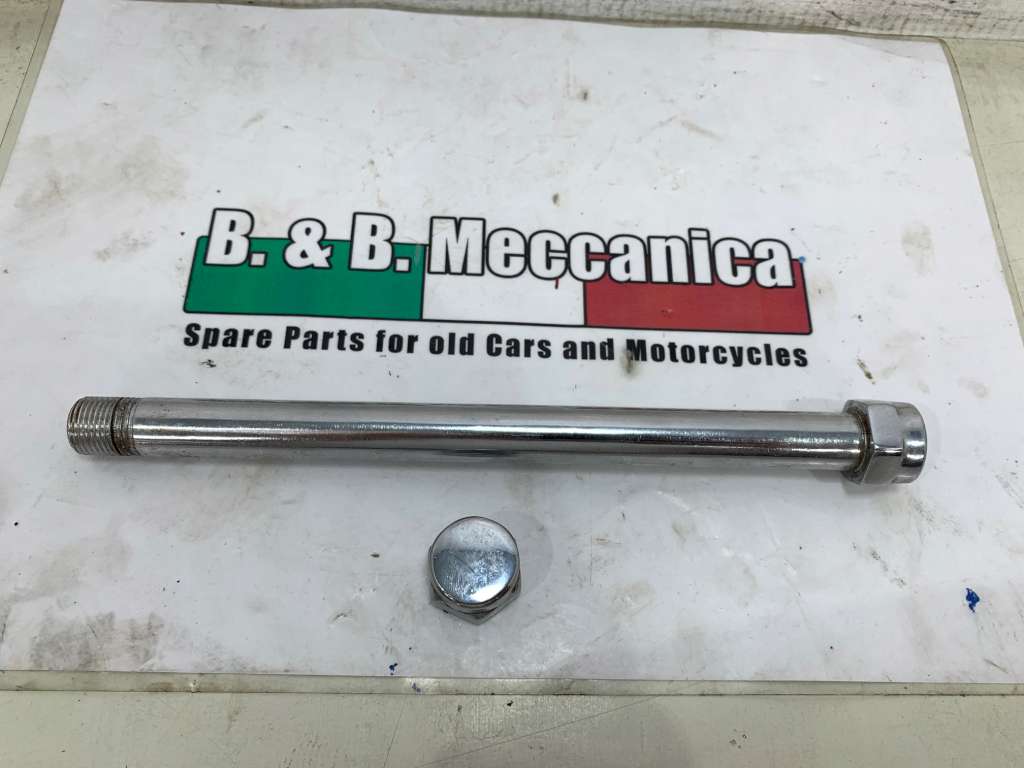 B. & B. Meccanica
Spare Parts for old Cars and Motorcycles